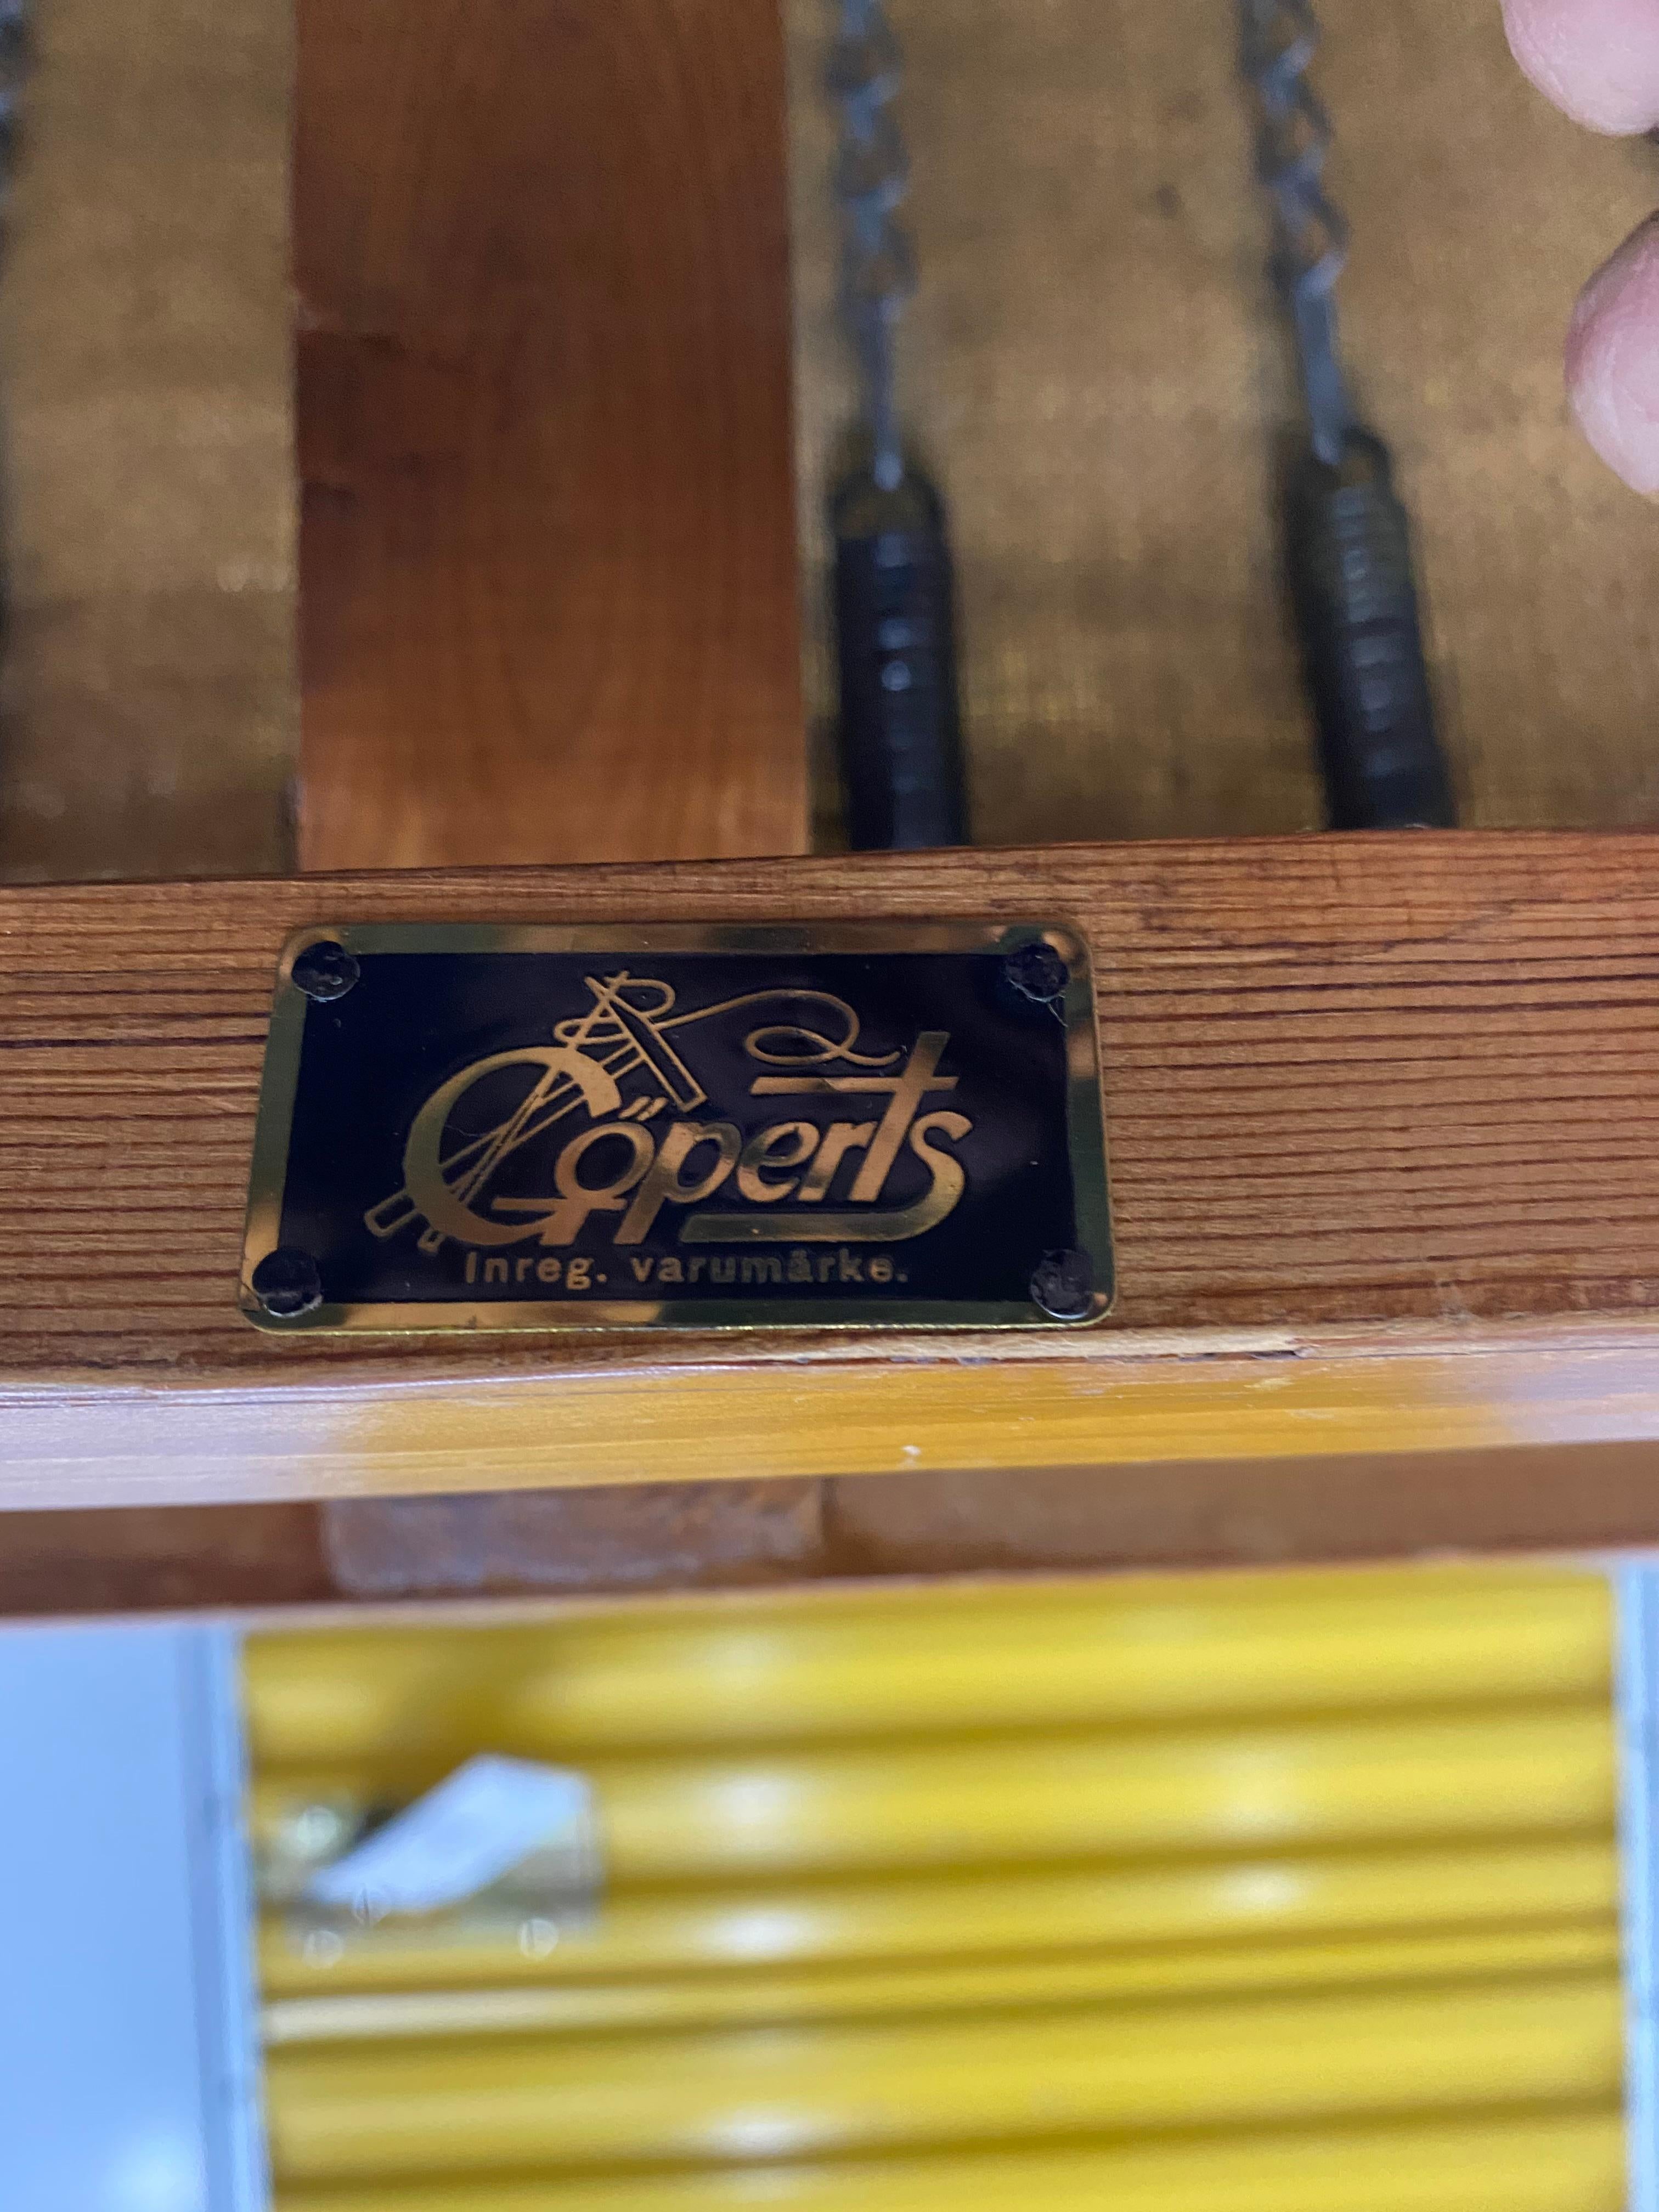 Göperts
Inreg. varumärke.